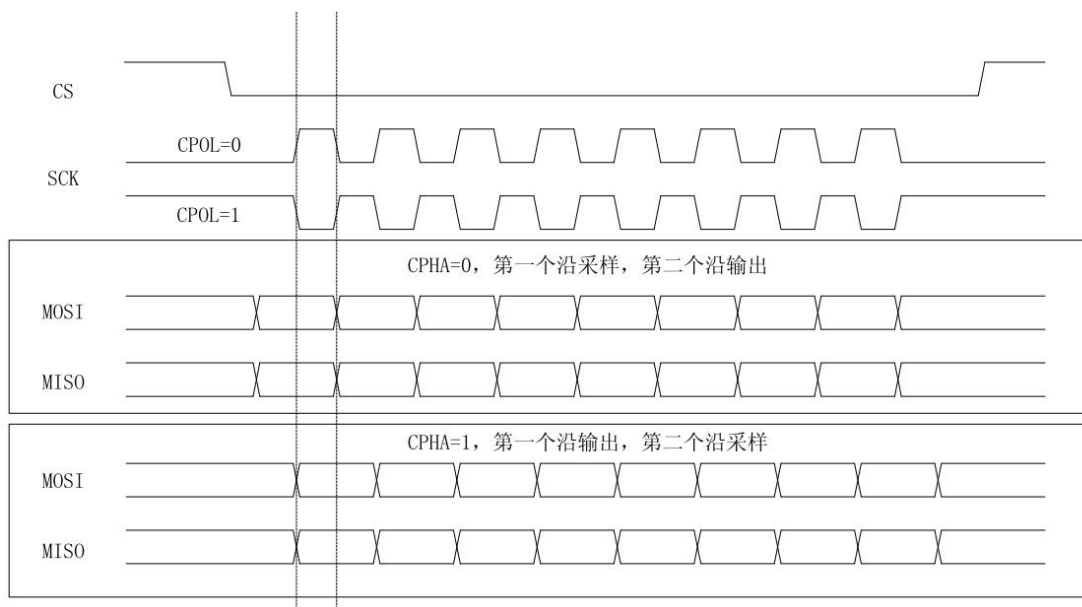 CS
CPOL=0
SCK
CPOL=1
CPHA=0，第一个沿采样，第二个沿输出
MOSI
MISO
CPHA=1，第一个沿输出，第二个沿采样
MOSI
MISO